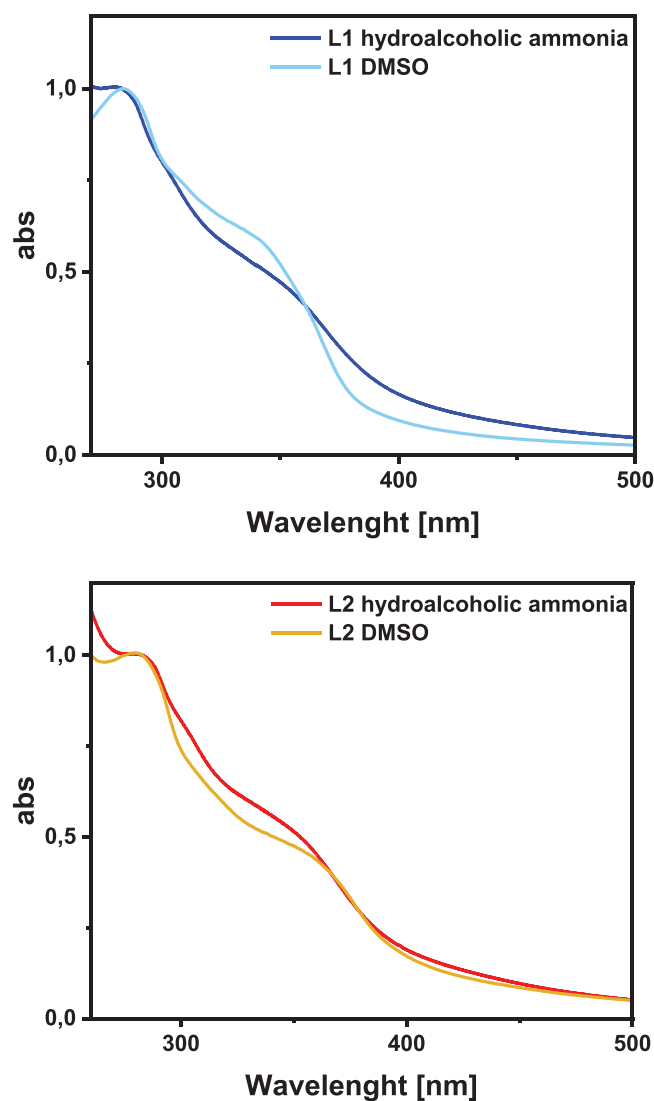 L1 hydroalcoholic ammonia
L1 DMSO
1,0
abs
0,5
0,0
300
400
500
Wavelenght [nm]
L2 hydroalcoholic ammonia
L2 DMSO
1,0
abs
0,5
0,0
300
400
500
Wavelenght [nm]